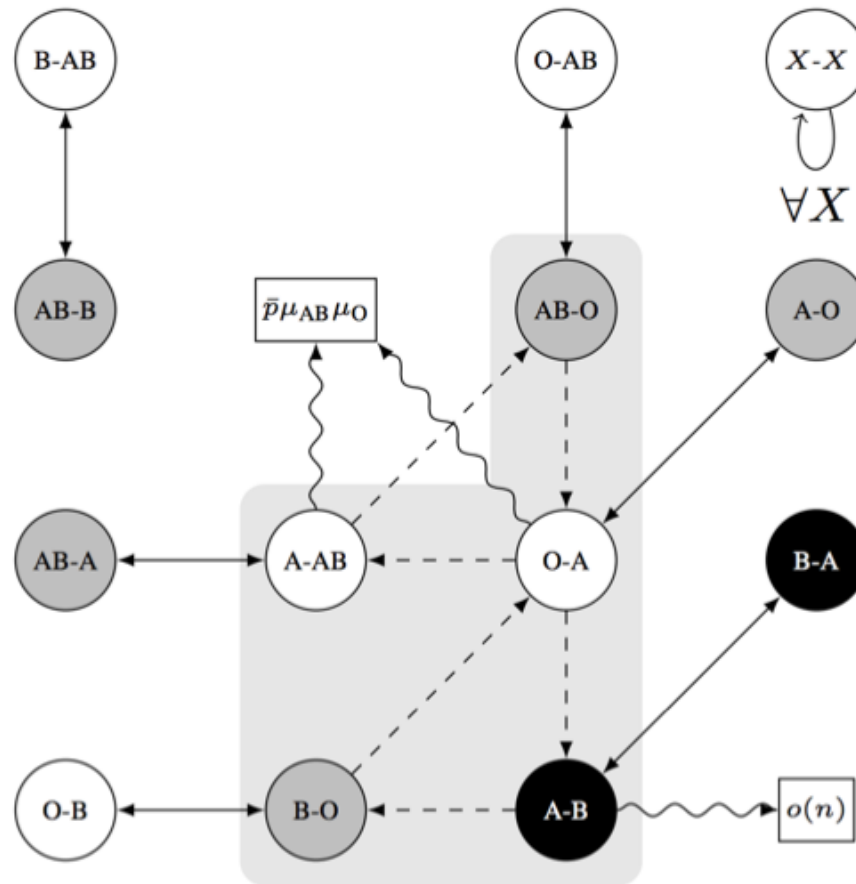 B-AB
O-AB
X-X
∀X
AB-B
p̄μ_AB μ_O
AB-O
A-O
AB-A
A-AB
O-A
B-A
O-B
B-O
A-B
o(n)